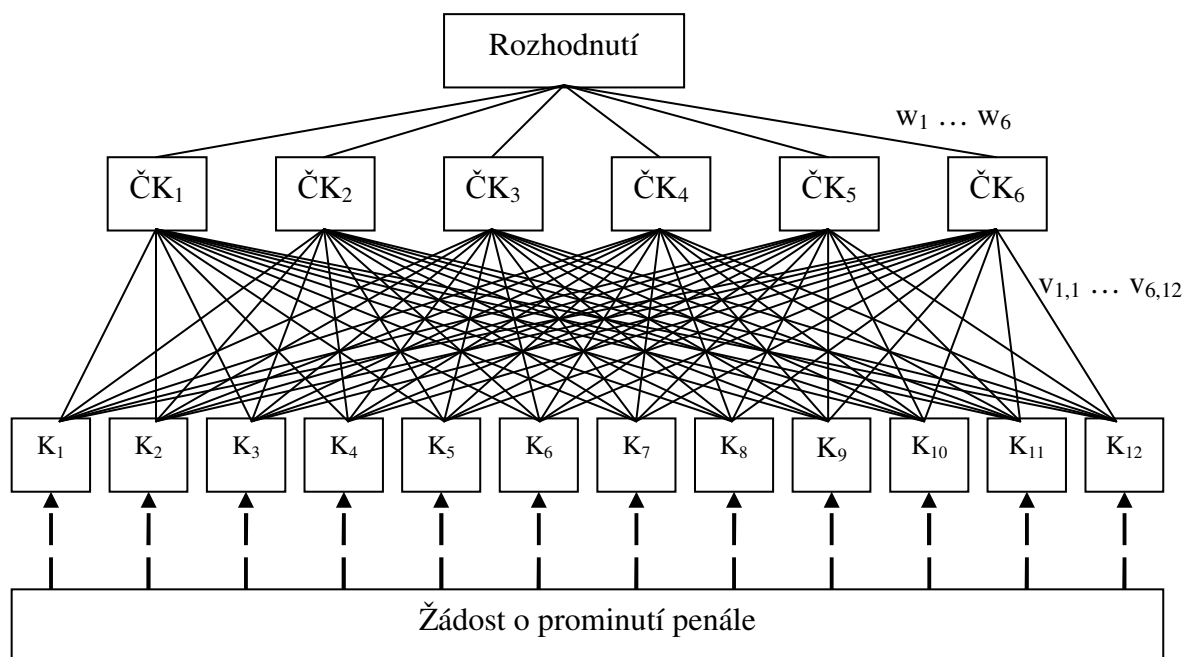 Rozhodnutí
w₁ … w₆
ČK₁ ČK₂ ČK₃ ČK₄ ČK₅ ČK₆
v₁,₁ … v₆,₁₂
K₁ K₂ K₃ K₄ K₅ K₆ K₇ K₈ K₉ K₁₀ K₁₁ K₁₂
Žádost o prominutí penále